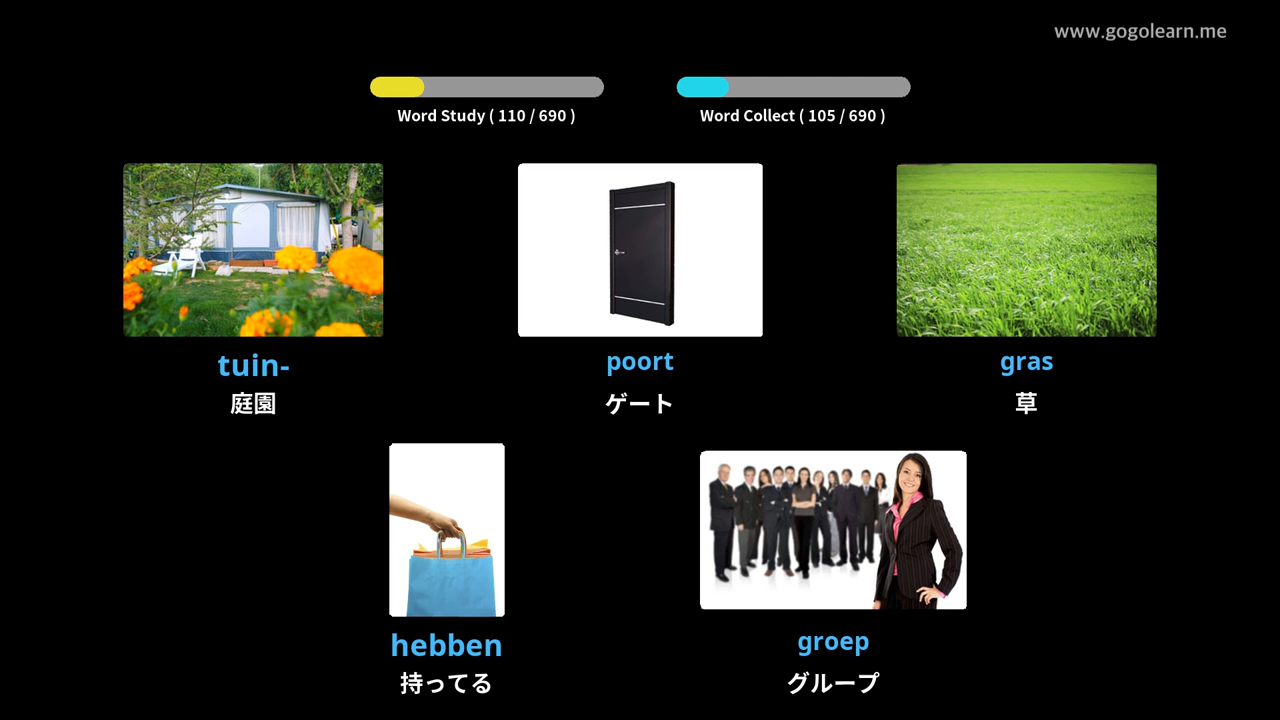 www.gogolearn.me
Word Study ( 110 / 690 )
Word Collect ( 105 / 690 )
tuin-
庭園
poort
ゲート
gras
草
hebben
持ってる
groep
グループ